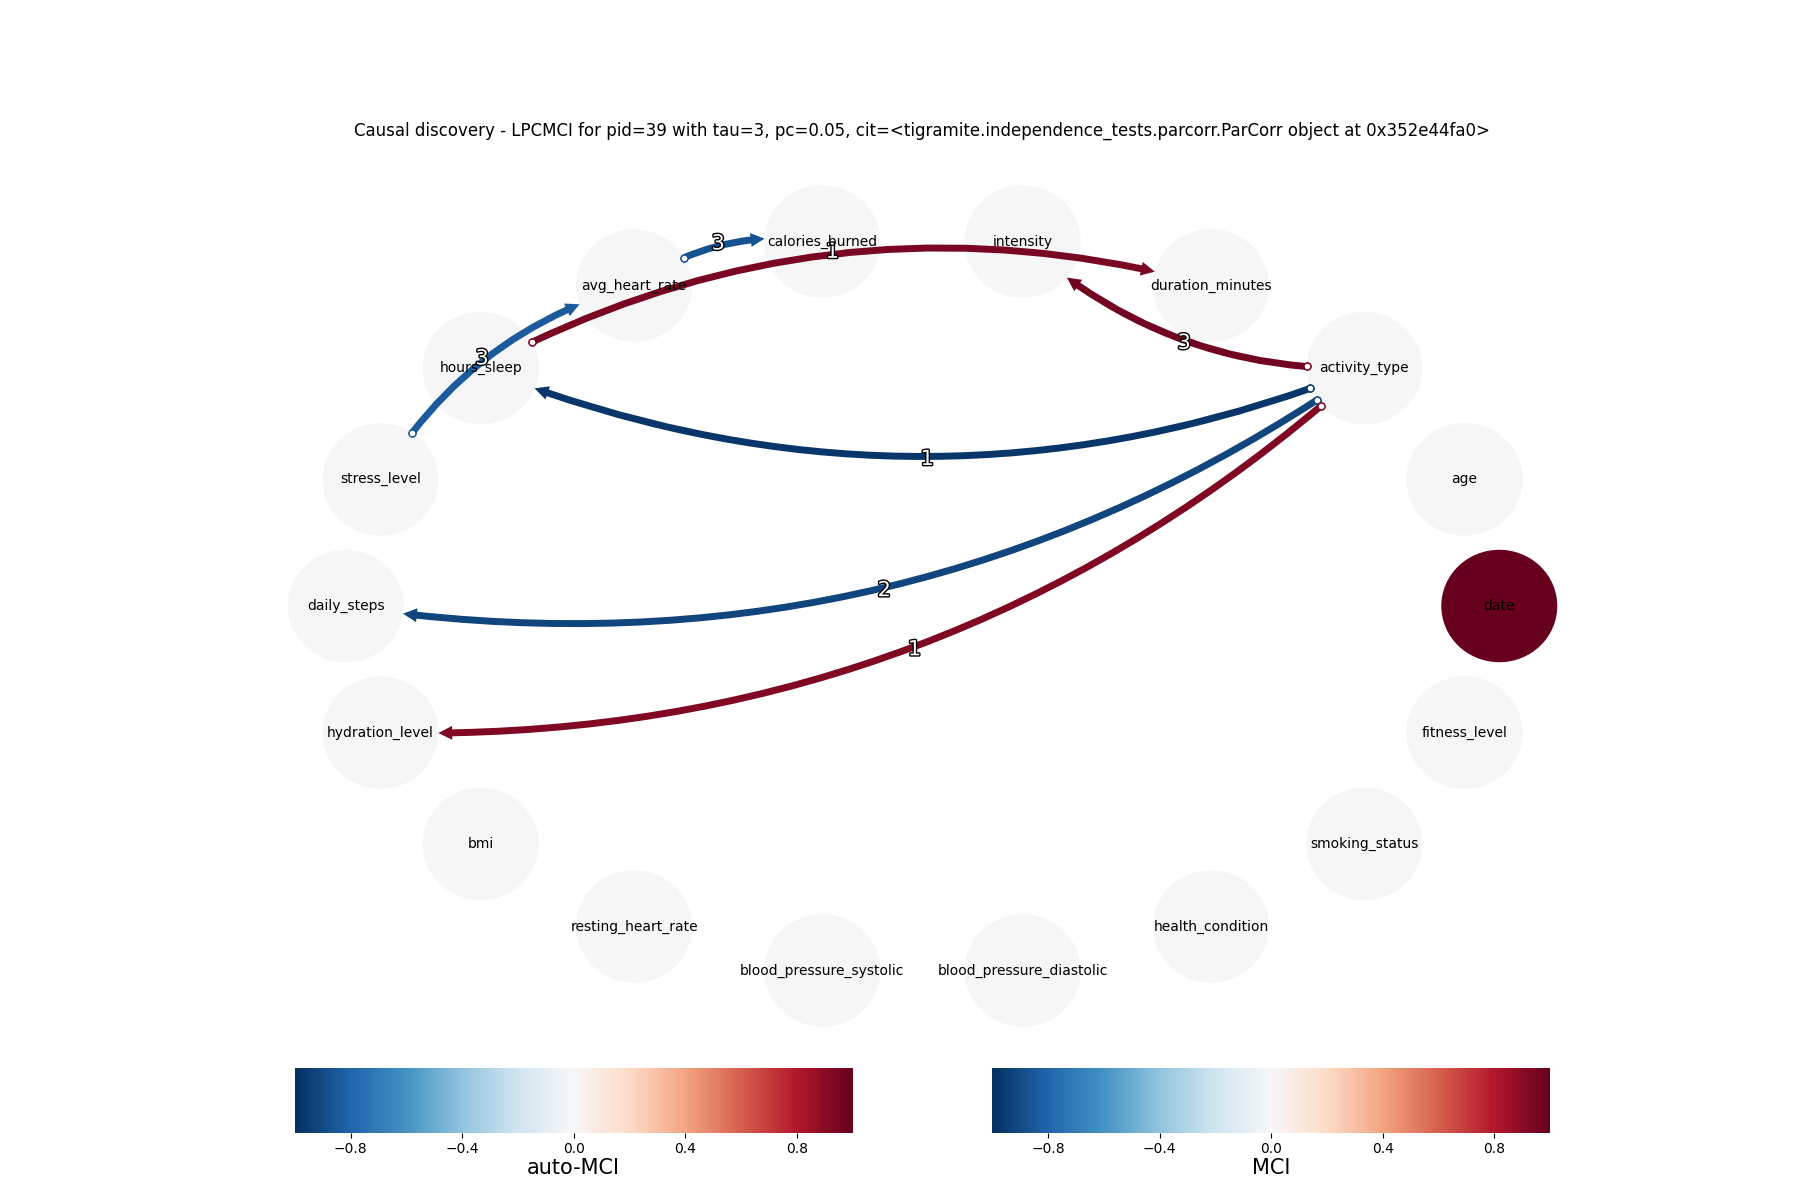 Causal discovery - LPCMCI for pid=39 with tau=3, pc=0.05, cit=<tigramite.independence_tests.parcorr.ParCorr object at 0x352e44fa0>
3
calories_burned
1
intensity
avg_heart_rate
duration_minutes
3
3
hours_sleep
activity_type
1
stress_level
age
2
daily_steps
date
1
hydration_level
fitness_level
bmi
smoking_status
resting_heart_rate
health_condition
blood_pressure_systolic
blood_pressure_diastolic
−0.8 −0.4 0.0 0.4 0.8
auto-MCI
−0.8 −0.4 0.0 0.4 0.8
MCI